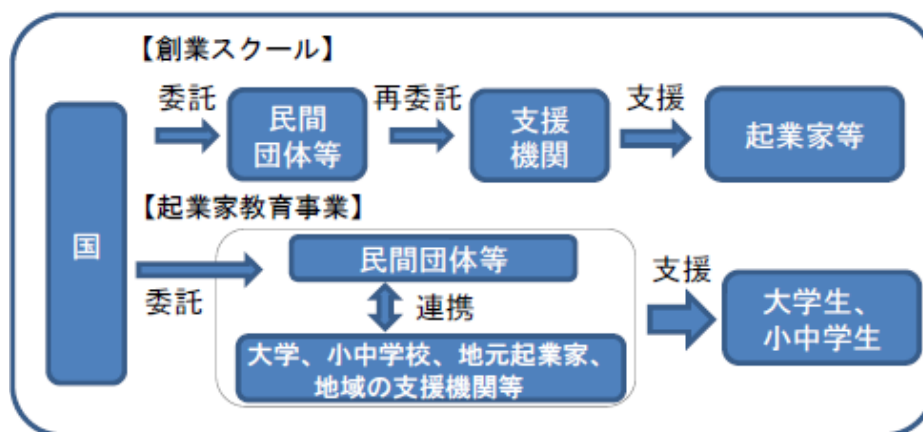 【創業スクール】
委託
民間
団体等
再委託
支援
機関
支援
起業家等
【起業家教育事業】
国
委託
民間団体等
連携
大学、小中学校、地元起業家、
地域の支援機関等
支援
大学生、
小中学生